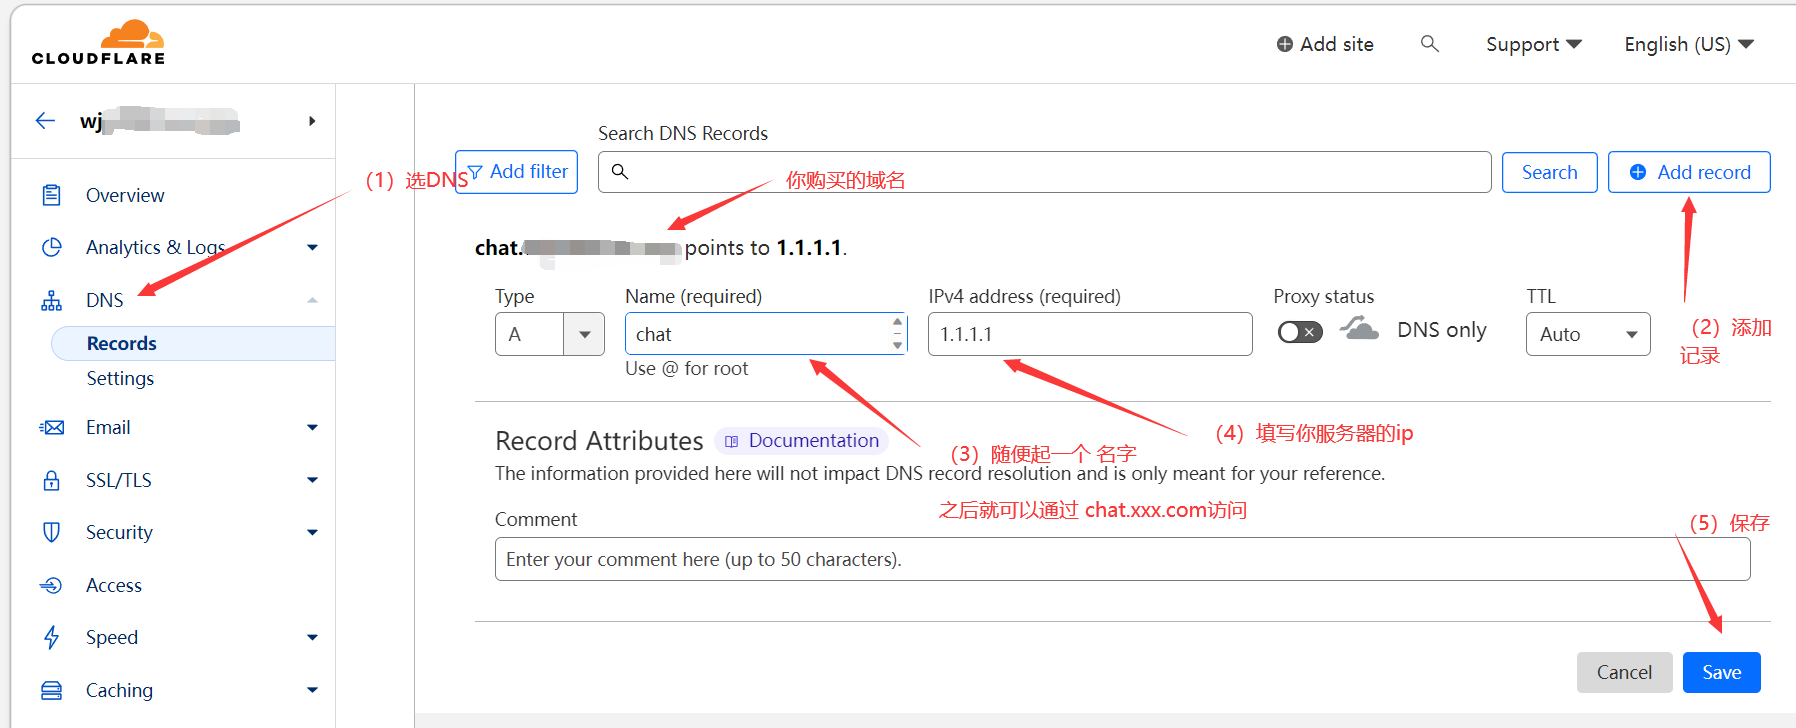 CLOUDFLARE
Add site
Support
English (US)
wj
Overview
Analytics & Logs
DNS
Records
Settings
Email
SSL/TLS
Security
Access
Speed
Caching
Search DNS Records
Add filter
Search
Add record
（1）选DNS
你购买的域名
chat. points to 1.1.1.1.
Type
Name (required)
IPv4 address (required)
Proxy status
TTL
A
chat
1.1.1.1
DNS only
Auto
Use @ for root
（2）添加
记录
Record Attributes
Documentation
（3）随便起一个 名字
（4）填写你服务器的ip
The information provided here will not impact DNS record resolution and is only meant for your reference.
之后就可以通过 chat.xxx.com访问
Comment
（5）保存
Enter your comment here (up to 50 characters).
Cancel
Save